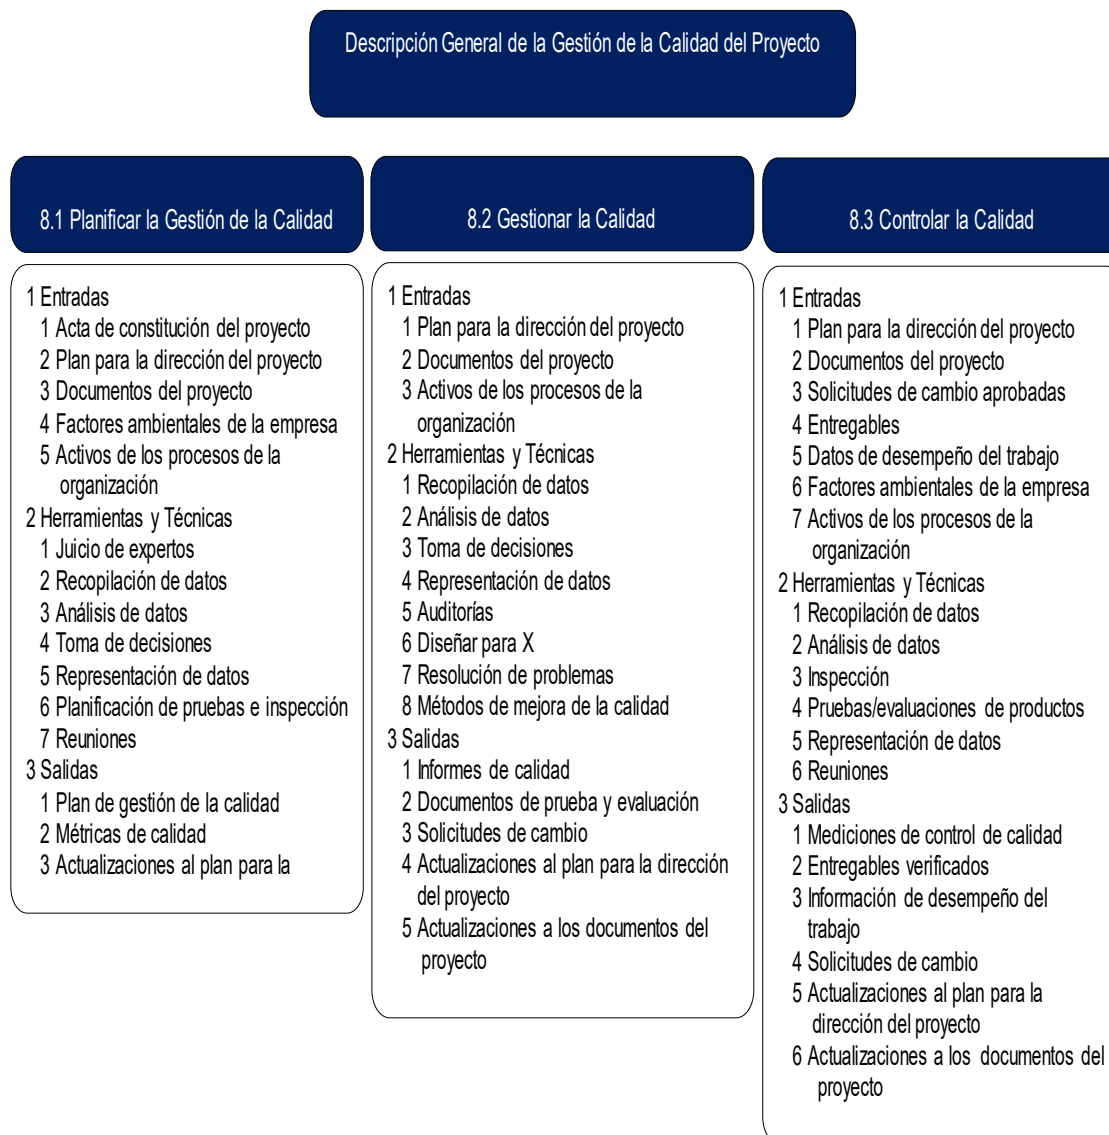 Descripción General de la Gestión de la Calidad del Proyecto
8.1 Planificar la Gestión de la Calidad
1 Entradas
1 Acta de constitución del proyecto
2 Plan para la dirección del proyecto
3 Documentos del proyecto
4 Factores ambientales de la empresa
5 Activos de los procesos de la
organización
2 Herramientas y Técnicas
1 Juicio de expertos
2 Recopilación de datos
3 Análisis de datos
4 Toma de decisiones
5 Representación de datos
6 Planificación de pruebas e inspección
7 Reuniones
3 Salidas
1 Plan de gestión de la calidad
2 Métricas de calidad
3 Actualizaciones al plan para la
8.2 Gestionar la Calidad
1 Entradas
1 Plan para la dirección del proyecto
2 Documentos del proyecto
3 Activos de los procesos de la
organización
2 Herramientas y Técnicas
1 Recopilación de datos
2 Análisis de datos
3 Toma de decisiones
4 Representación de datos
5 Auditorías
6 Diseñar para X
7 Resolución de problemas
8 Métodos de mejora de la calidad
3 Salidas
1 Informes de calidad
2 Documentos de prueba y evaluación
3 Solicitudes de cambio
4 Actualizaciones al plan para la dirección
del proyecto
5 Actualizaciones a los documentos del
proyecto
8.3 Controlar la Calidad
1 Entradas
1 Plan para la dirección del proyecto
2 Documentos del proyecto
3 Solicitudes de cambio aprobadas
4 Entregables
5 Datos de desempeño del trabajo
6 Factores ambientales de la empresa
7 Activos de los procesos de la
organización
2 Herramientas y Técnicas
1 Recopilación de datos
2 Análisis de datos
3 Inspección
4 Pruebas/evaluaciones de productos
5 Representación de datos
6 Reuniones
3 Salidas
1 Mediciones de control de calidad
2 Entregables verificados
3 Información de desempeño del
trabajo
4 Solicitudes de cambio
5 Actualizaciones al plan para la
dirección del proyecto
6 Actualizaciones a los documentos del
proyecto